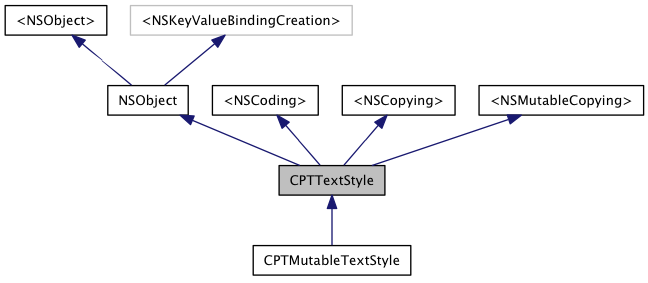 <NSObject>
<NSKeyValueBindingCreation>
NSObject
<NSCoding>
<NSCopying>
<NSMutableCopying>
CPTTextStyle
CPTMutableTextStyle